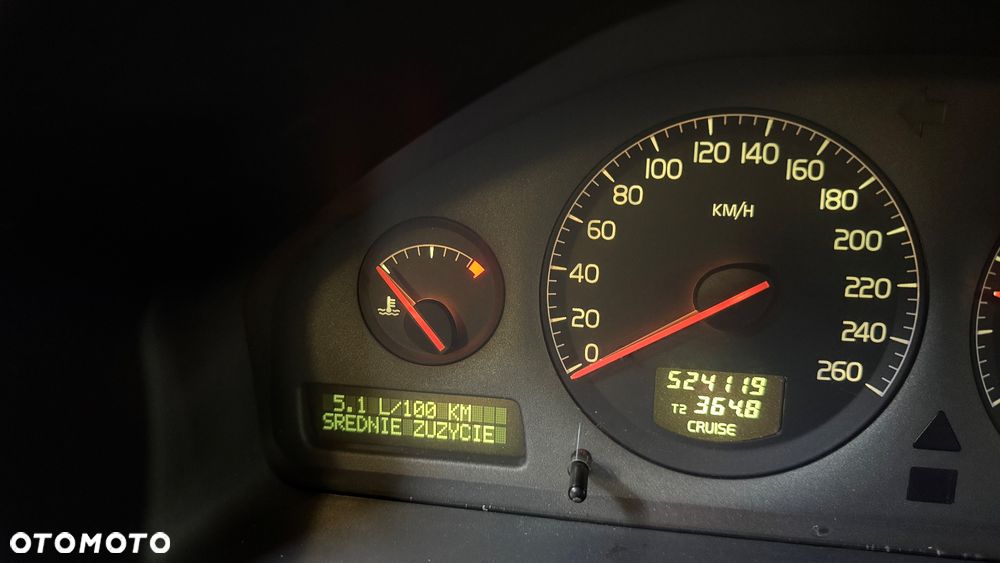 0
20
40
60
80
100
120
140
160
180
200
220
240
260
KM/H
524119
T2 364.8
CRUISE
5.1 L/100 KM
SREDNIE ZUZYCIE
OTOMOTO